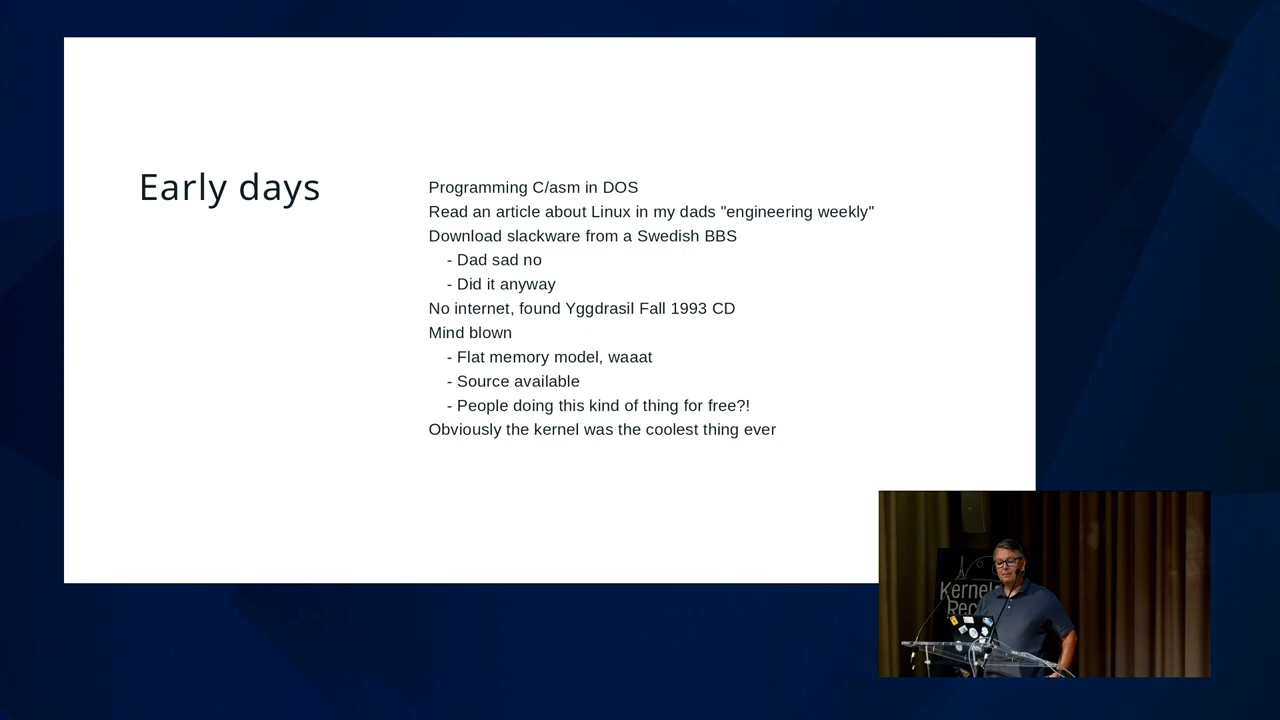 Early days
Programming C/asm in DOS
Read an article about Linux in my dads "engineering weekly"
Download slackware from a Swedish BBS
- Dad sad no
- Did it anyway
No internet, found Yggdrasil Fall 1993 CD
Mind blown
- Flat memory model, waaat
- Source available
- People doing this kind of thing for free?!
Obviously the kernel was the coolest thing ever
Kernel
Rec